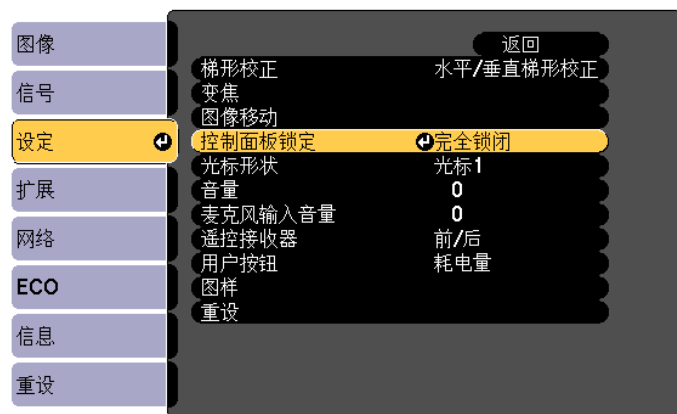 图像
信号
设定
扩展
网络
ECO
信息
重设
返回
梯形校正 水平/垂直梯形校正
变焦
图像移动
控制面板锁定 完全锁闭
光标形状 光标1
音量 0
麦克风输入音量 0
遥控接收器 前/后
用户按钮 耗电量
图样
重设